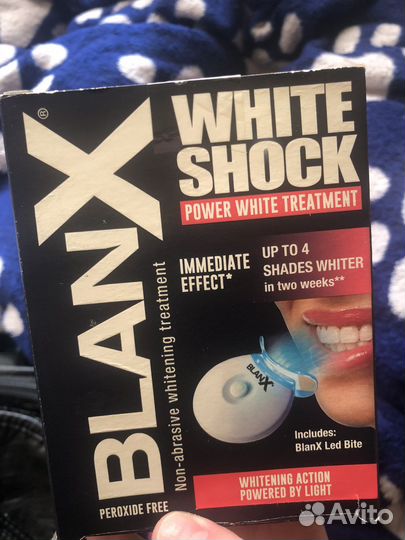 BLANX®
PEROXIDE FREE
Non-abrasive whitening treatment
WHITE
SHOCK
POWER WHITE TREATMENT
IMMEDIATE
EFFECT*
UP TO 4
SHADES WHITER
in two weeks**
BLANX
Includes:
BlanX Led Bite
WHITENING ACTION
POWERED BY LIGHT
Avito